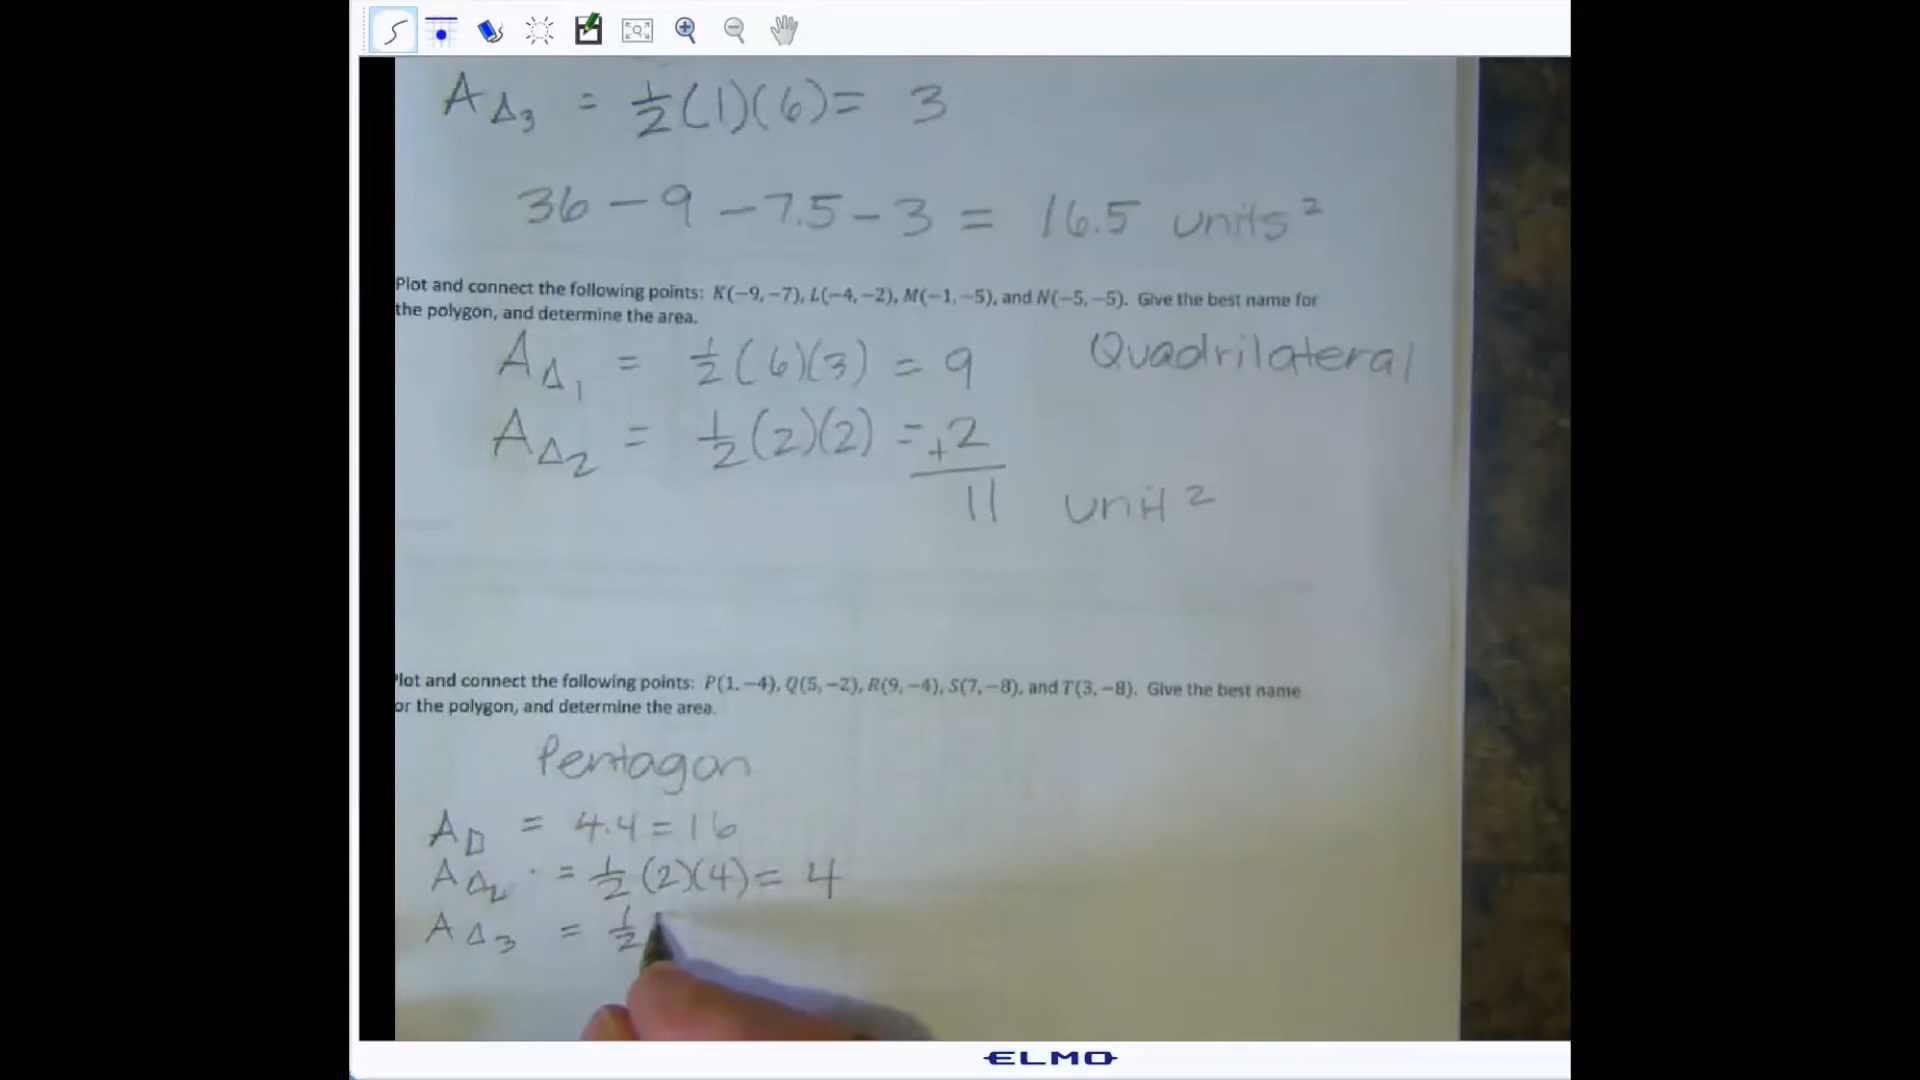 A△3 = 1/2(1)(6) = 3
36 - 9 - 7.5 - 3 = 16.5 units²
Plot and connect the following points: K(−9,−7), L(−4,−2), M(−1,−5), and N(−5,−5). Give the best name for
the polygon, and determine the area.
A△1 = 1/2(6)(3) = 9 Quadrilateral
A△2 = 1/2(2)(2) = +2
11 unit²
lot and connect the following points: P(1,−4), Q(5,−2), R(9,−4), S(7,−8), and T(3,−8). Give the best name
or the polygon, and determine the area.
Pentagon
A□ = 4.4 = 16
A△2 = 1/2(2)(4) = 4
A△3 = 1/2
ELMO